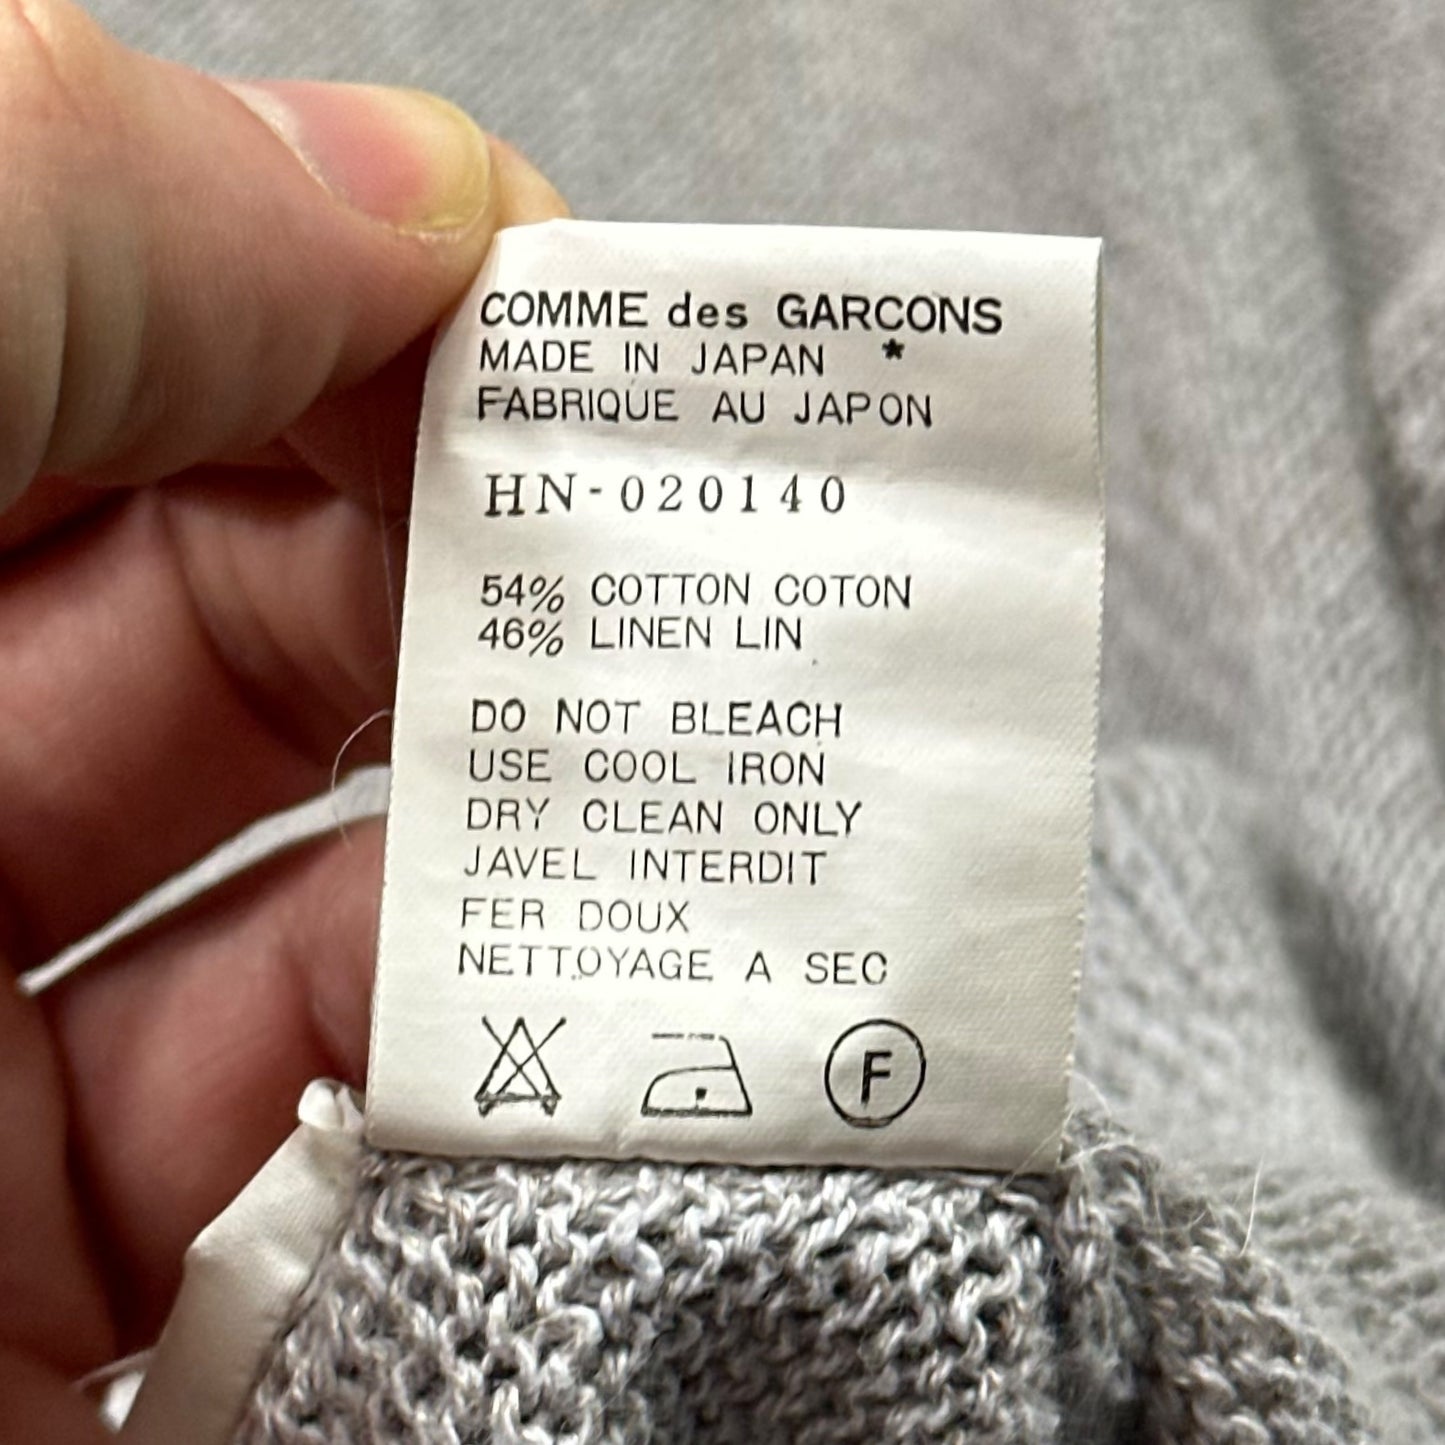 COMME des GARCONS
MADE IN JAPAN *
FABRIQUE AU JAPON
HN-020140
54% COTTON COTON
46% LINEN LIN
DO NOT BLEACH
USE COOL IRON
DRY CLEAN ONLY
JAVEL INTERDIT
FER DOUX
NETTOYAGE A SEC
F